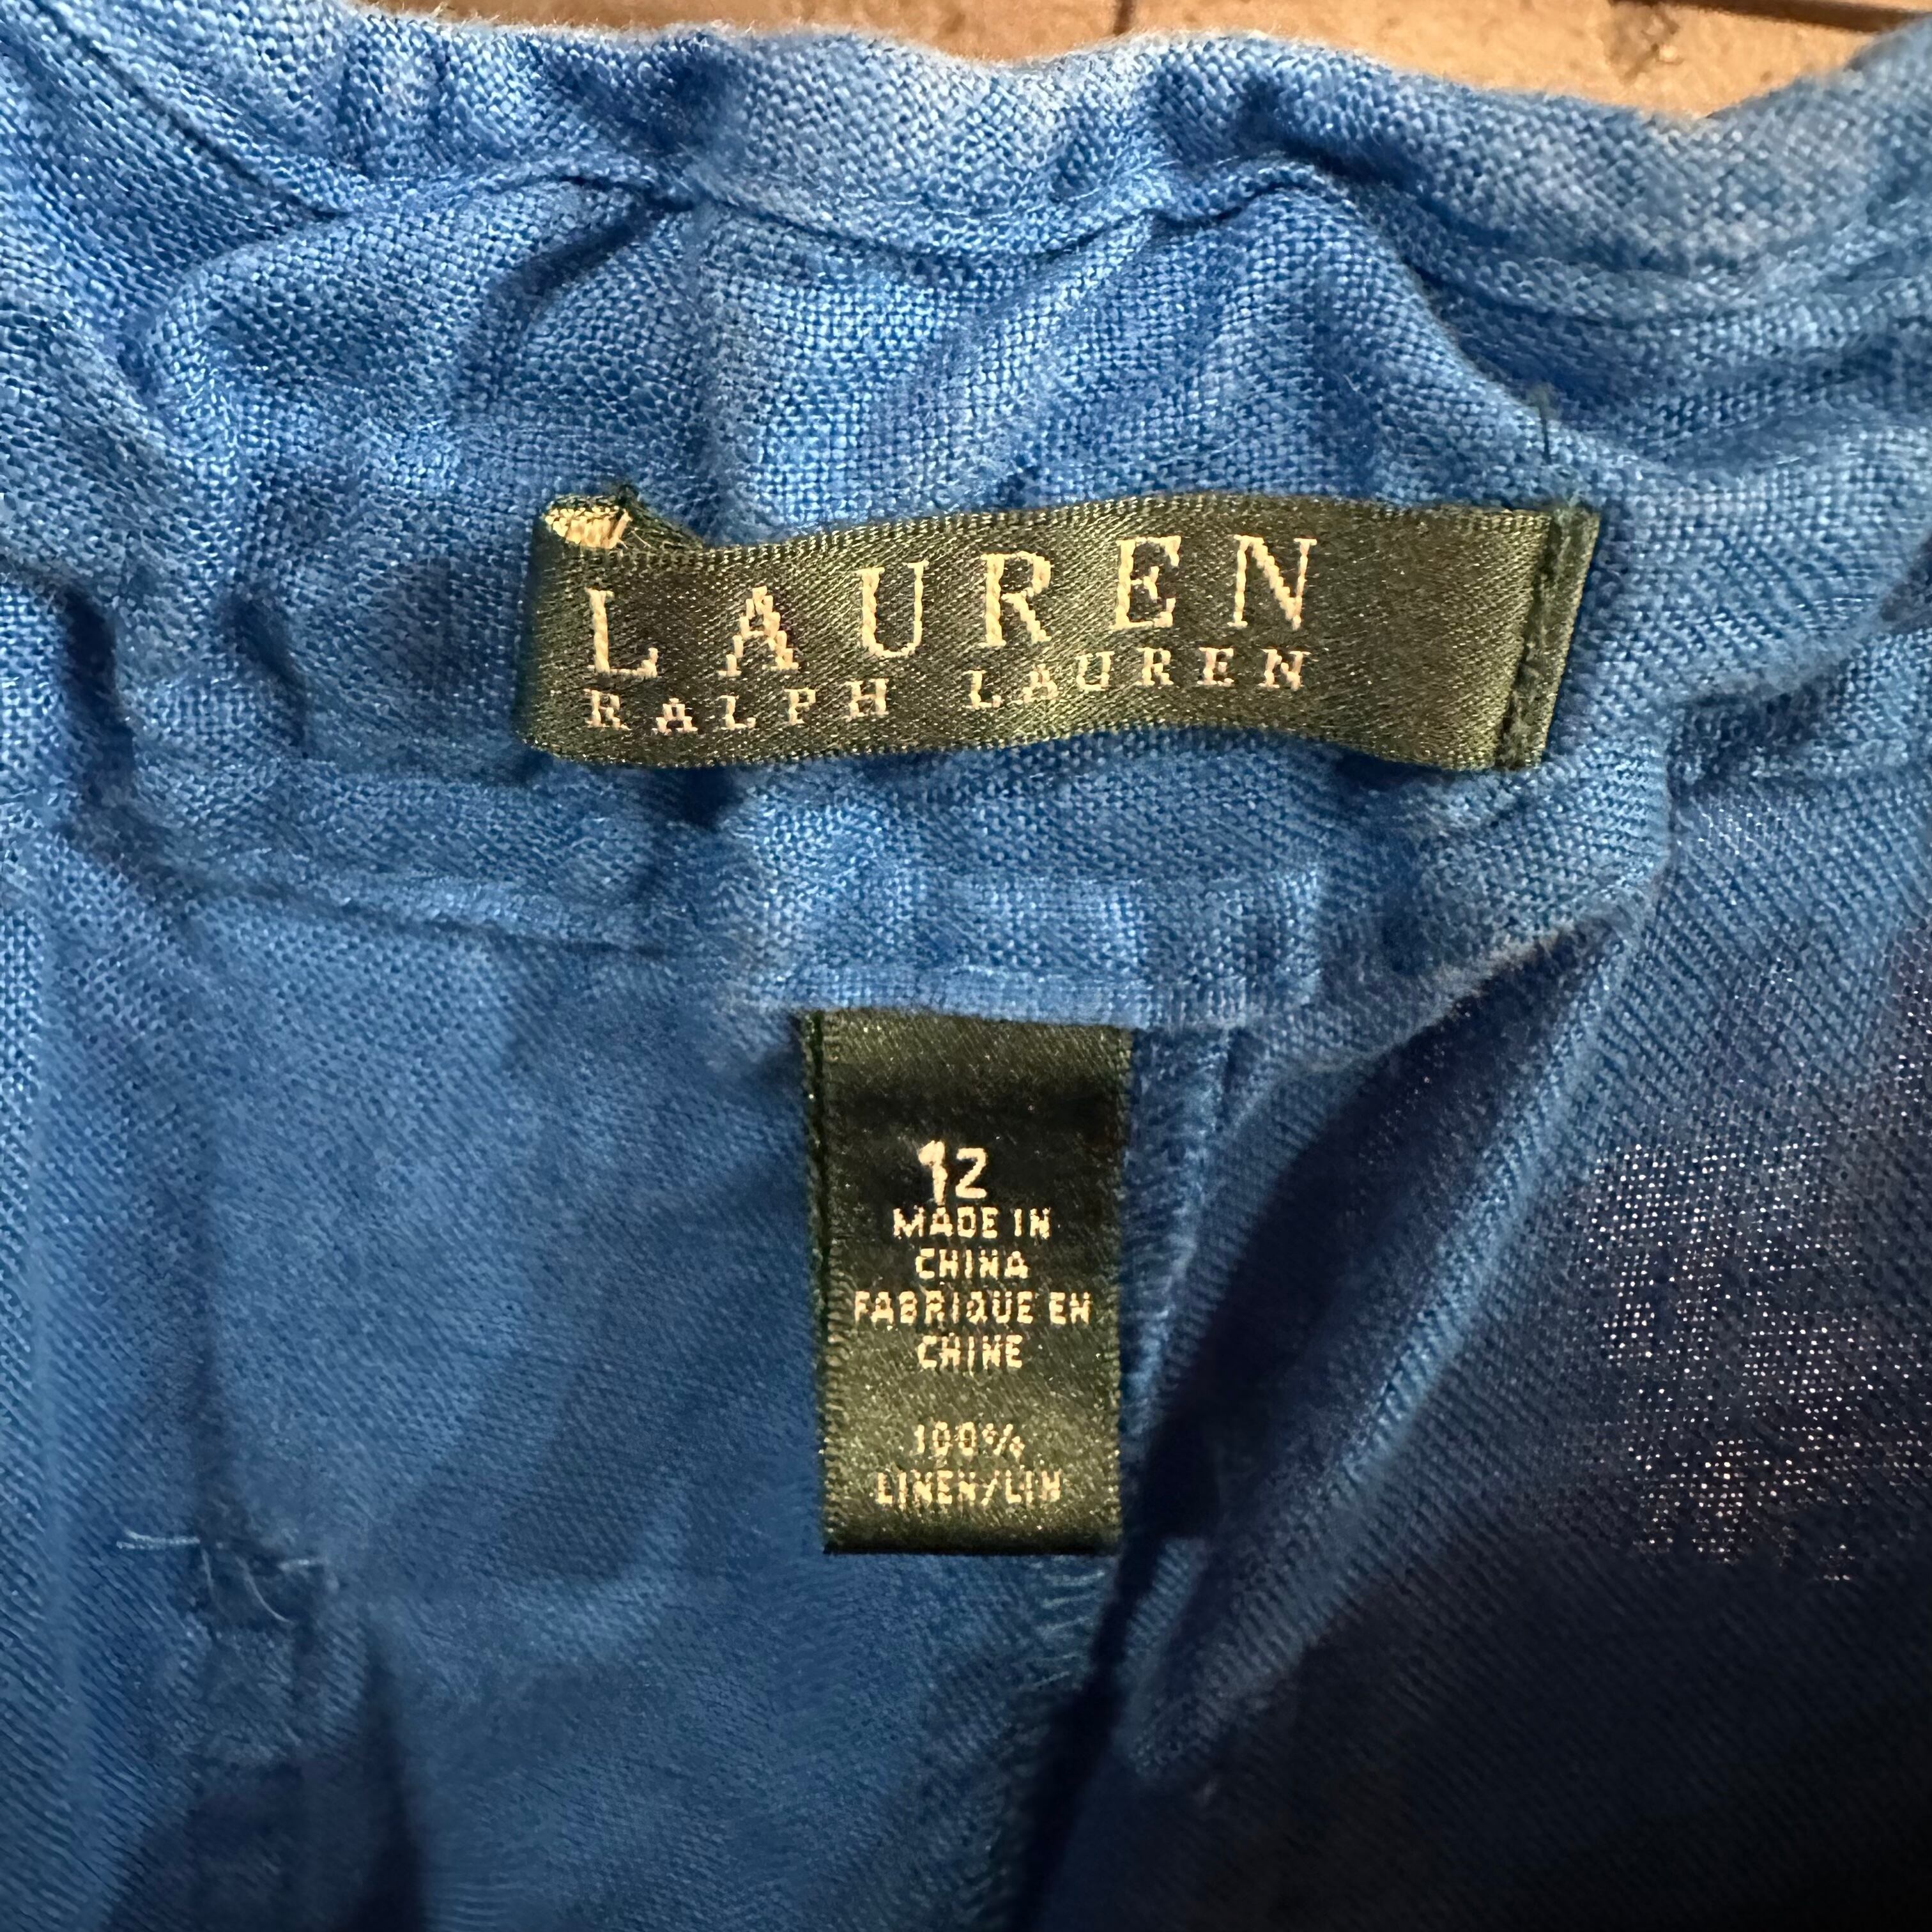 LAUREN
RALPH LAUREN
12
MADE IN
CHINA
FABRIQUE EN
CHINE
100%
LINEN/LIN